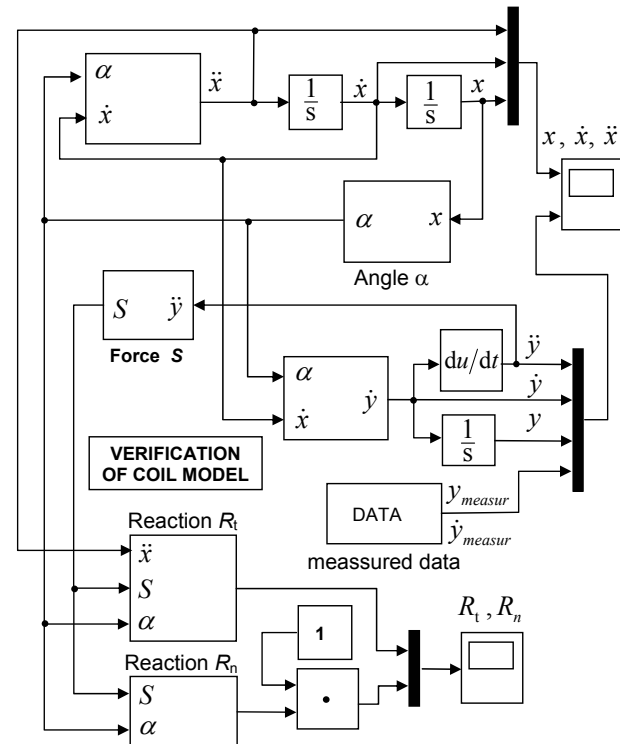 α
ẋ
ẍ
1/s
ẋ
1/s
x
x, ẋ, ẍ
α x
Angle α
S ÿ
Force S
α
ẋ
ẏ
du/dt
ÿ
ẏ
1/s
y
VERIFICATION
OF COIL MODEL
DATA
y_measur
ẏ_measur
meassured data
Reaction R_t
ẍ
S
α
Reaction R_n
S
α
1
•
R_t , R_n